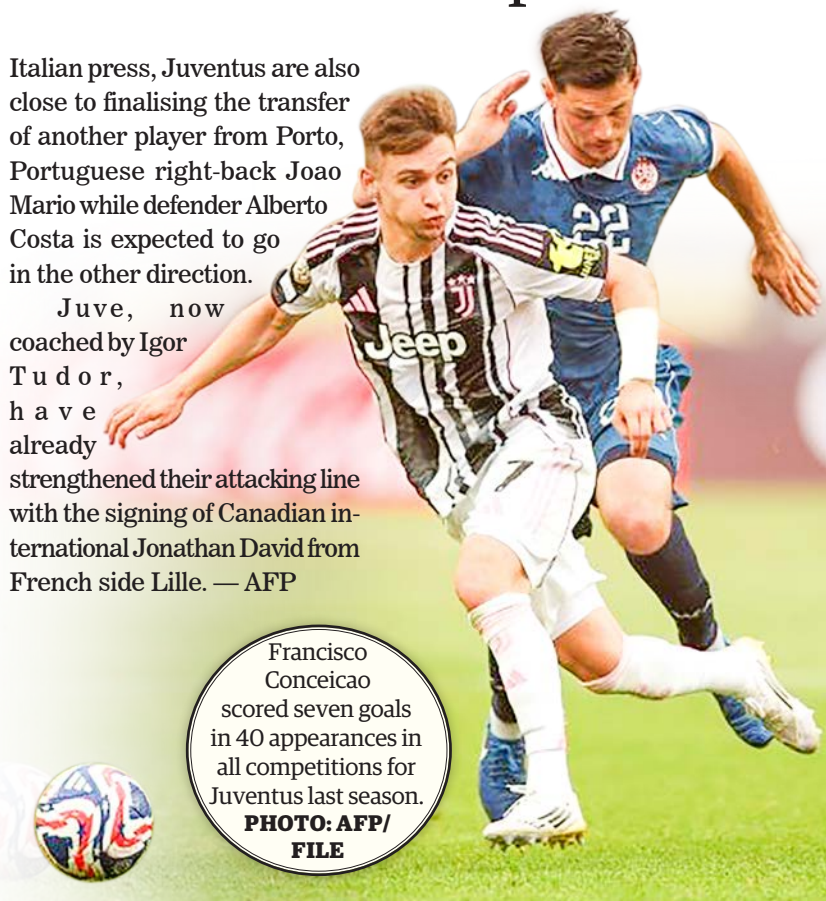 Italian press, Juventus are also
close to finalising the transfer
of another player from Porto,
Portuguese right-back Joao
Mario while defender Alberto
Costa is expected to go
in the other direction.
Juve, now
coached by Igor
Tudor,
have
already
strengthened their attacking line
with the signing of Canadian in-
ternational Jonathan David from
French side Lille. — AFP
22
Jeep
7
Francisco
Conceicao
scored seven goals
in 40 appearances in
all competitions for
Juventus last season.
PHOTO: AFP/
FILE